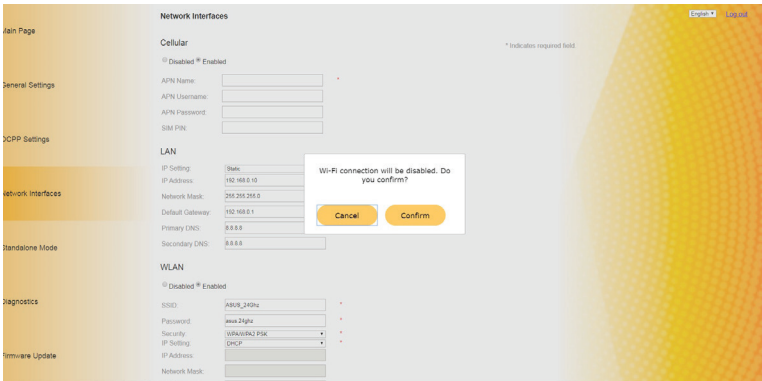 Network Interfaces
English
Log out
Main Page
Cellular
* Indicates required field.
Disabled Enabled
APN Name: *
General Settings
APN Username:
APN Password:
SIM PIN:
OCPP Settings
LAN
IP Setting: Static
IP Address: 192.168.0.10
Network Mask: 255.255.255.0
Network Interfaces
Default Gateway: 192.168.0.1
Primary DNS: 8.8.8.8
Secondary DNS: 8.8.8.8
Wi-Fi connection will be disabled. Do
you confirm?
Cancel Confirm
Standalone Mode
WLAN
Disabled Enabled
Diagnostics
SSID: ASUS_24Ghz *
Password: asus.24ghz *
Security: WPA/WPA2 PSK *
IP Setting: DHCP *
IP Address:
Firmware Update
Network Mask: